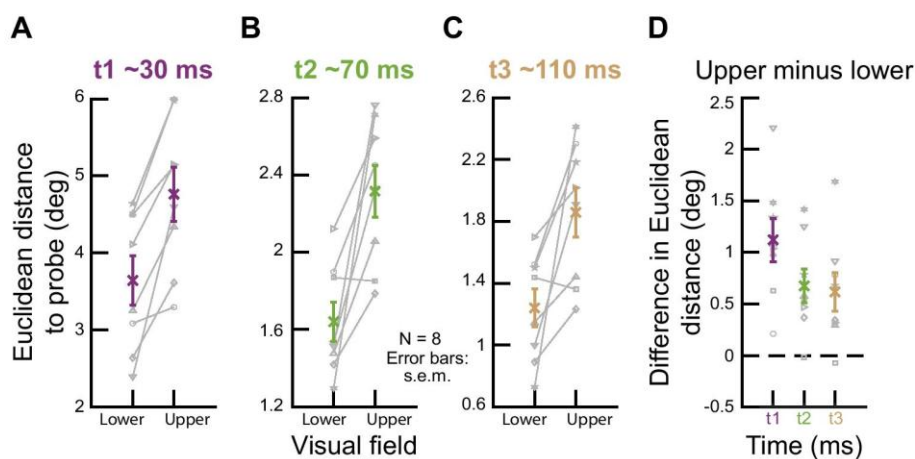 A
t1 ~30 ms
Euclidean distance
to probe (deg)
6
5
4
3
2
Lower Upper
B
t2 ~70 ms
2.8
2.4
2
1.6
1.2
Lower Upper
N = 8
Error bars:
s.e.m.
C
t3 ~110 ms
2.6
2.2
1.8
1.4
1
0.6
Lower Upper
Visual field
D
Upper minus lower
Difference in Euclidean
distance (deg)
2.5
2
1.5
1
0.5
0
-0.5
t1 t2 t3
Time (ms)